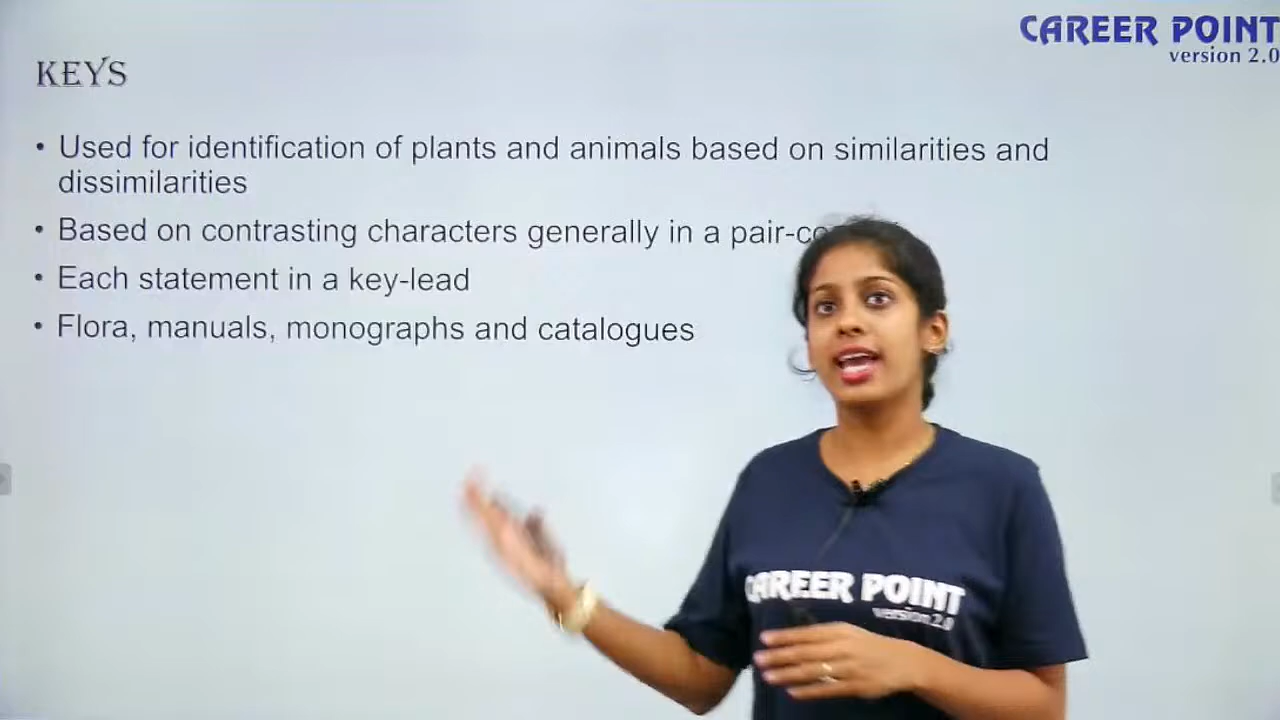 CAREER POINT
version 2.0
KEYS
• Used for identification of plants and animals based on similarities and
dissimilarities
• Based on contrasting characters generally in a
• Each statement in a key-lead
• Flora, manuals, monographs and catalogues
CAREER POINT
version 2.0